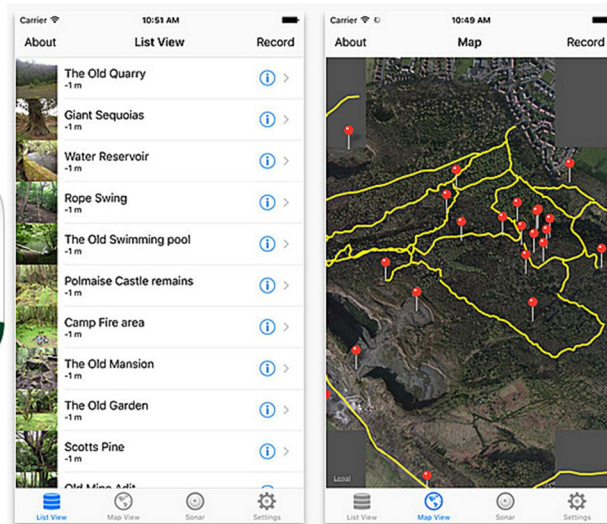 Carrier 10:51 AM
About List View Record
The Old Quarry
-1 m
Giant Sequoias
-1 m
Water Reservoir
-1 m
Rope Swing
-1 m
The Old Swimming pool
-1 m
Polmaise Castle remains
-1 m
Camp Fire area
-1 m
The Old Mansion
-1 m
The Old Garden
-1 m
Scotts Pine
-1 m
Old Mine Adit
List View Map View Sonar Settings
Carrier 10:49 AM
About Map Record
Legal
List View Map View Sonar Settings